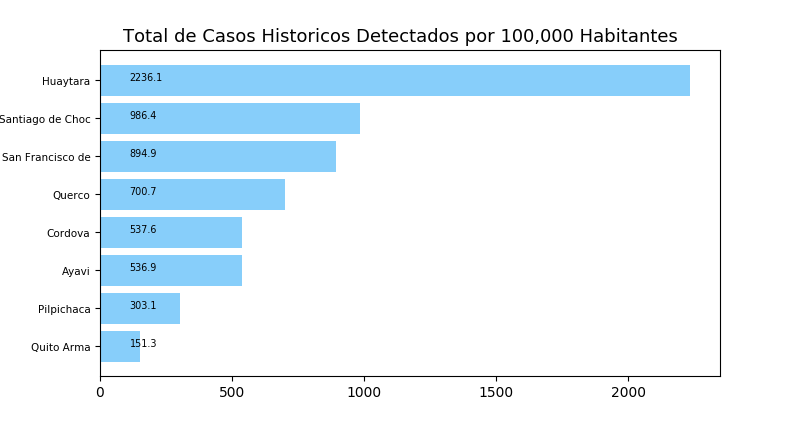 Total de Casos Historicos Detectados por 100,000 Habitantes
Huaytara 2236.1
Santiago de Choc 986.4
San Francisco de 894.9
Querco 700.7
Cordova 537.6
Ayavi 536.9
Pilpichaca 303.1
Quito Arma 151.3
0 500 1000 1500 2000